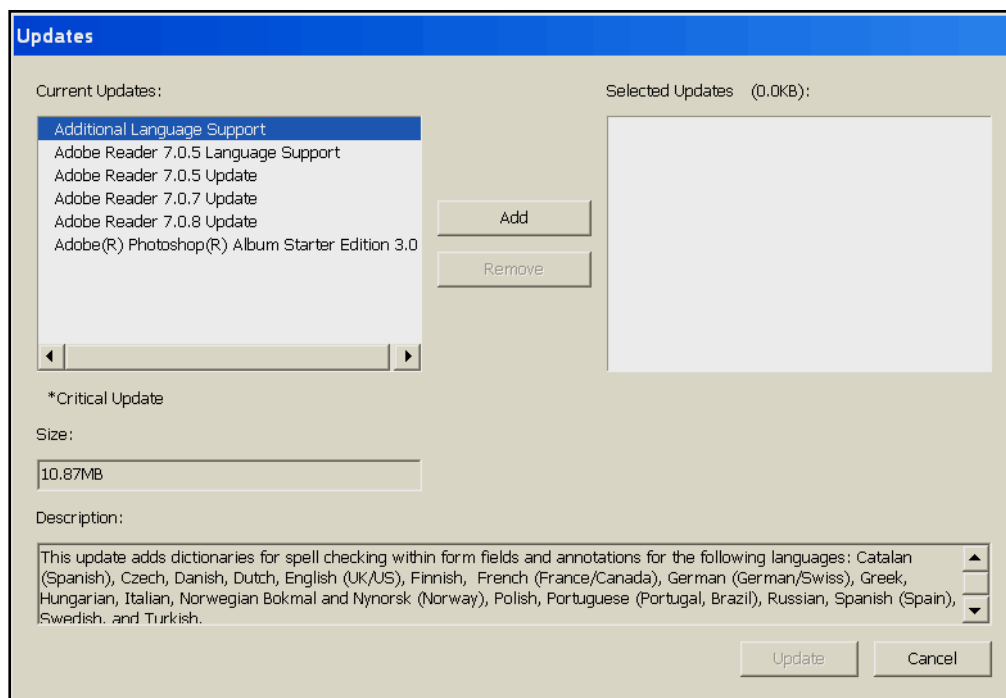 Updates
Current Updates:
Selected Updates (0.0KB):
Additional Language Support
Adobe Reader 7.0.5 Language Support
Adobe Reader 7.0.5 Update
Adobe Reader 7.0.7 Update
Adobe Reader 7.0.8 Update
Adobe(R) Photoshop(R) Album Starter Edition 3.0
Add
Remove
*Critical Update
Size:
10.87MB
Description:
This update adds dictionaries for spell checking within form fields and annotations for the following languages: Catalan
(Spanish), Czech, Danish, Dutch, English (UK/US), Finnish, French (France/Canada), German (German/Swiss), Greek,
Hungarian, Italian, Norwegian Bokmal and Nynorsk (Norway), Polish, Portuguese (Portugal, Brazil), Russian, Spanish (Spain),
Swedish, and Turkish.
Update
Cancel